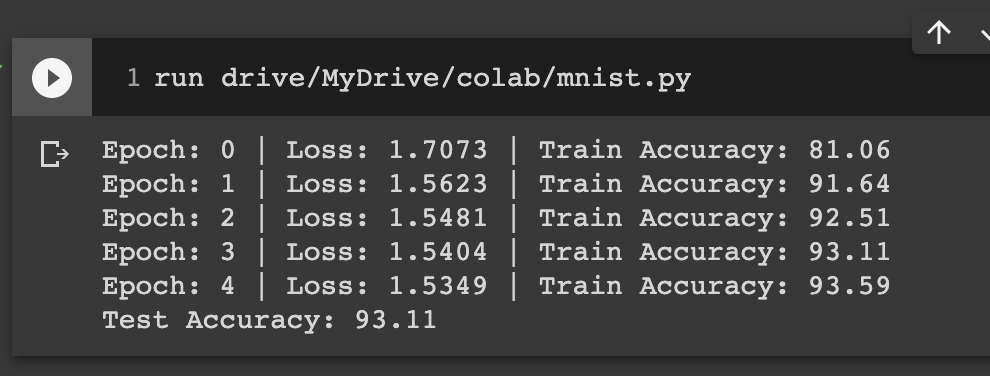 1 run drive/MyDrive/colab/mnist.py
Epoch: 0 | Loss: 1.7073 | Train Accuracy: 81.06
Epoch: 1 | Loss: 1.5623 | Train Accuracy: 91.64
Epoch: 2 | Loss: 1.5481 | Train Accuracy: 92.51
Epoch: 3 | Loss: 1.5404 | Train Accuracy: 93.11
Epoch: 4 | Loss: 1.5349 | Train Accuracy: 93.59
Test Accuracy: 93.11